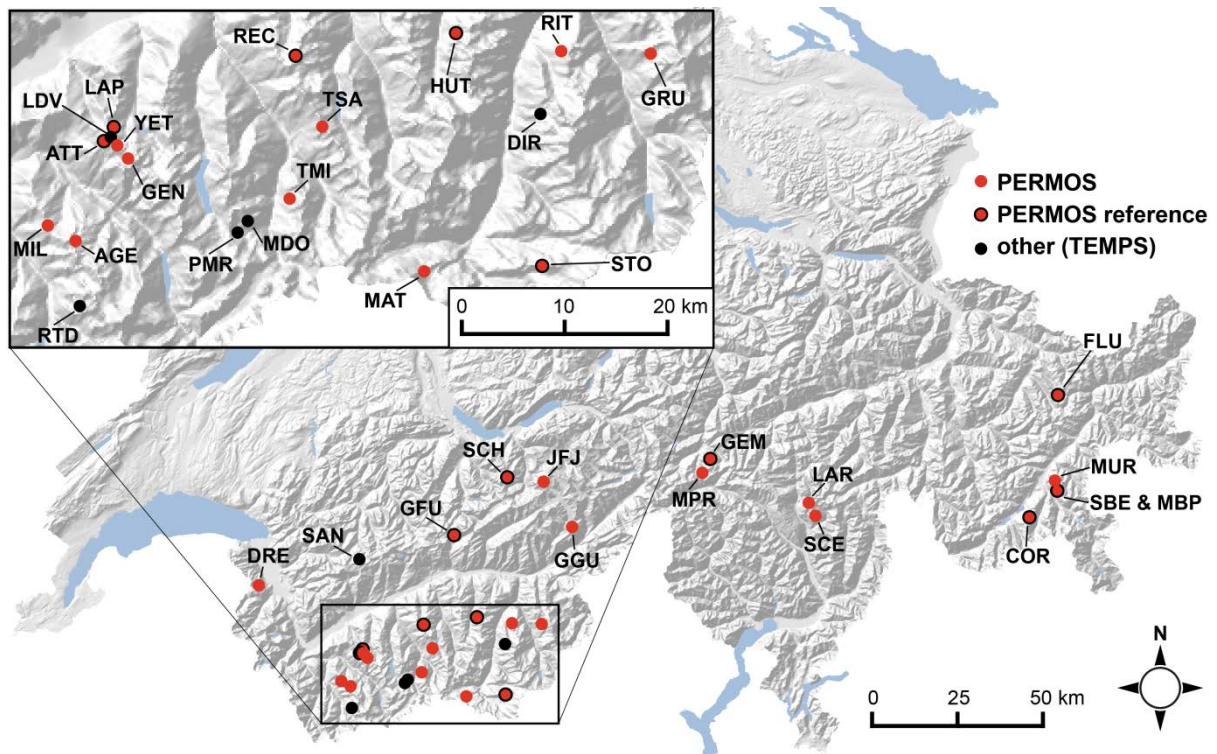 RIT
REC
HUT
GRU
LAP
LDV
TSA
YET
DIR
ATT
GEN
TMI
PERMOS
PERMOS reference
other (TEMPS)
MIL
AGE
PMR
MDO
STO
MAT
RTD
0 10 20 km
FLU
SCH
JFJ
GEM
MPR
LAR
MUR
SBE & MBP
GFU
SAN
DRE
GGU
SCE
COR
N
0 25 50 km